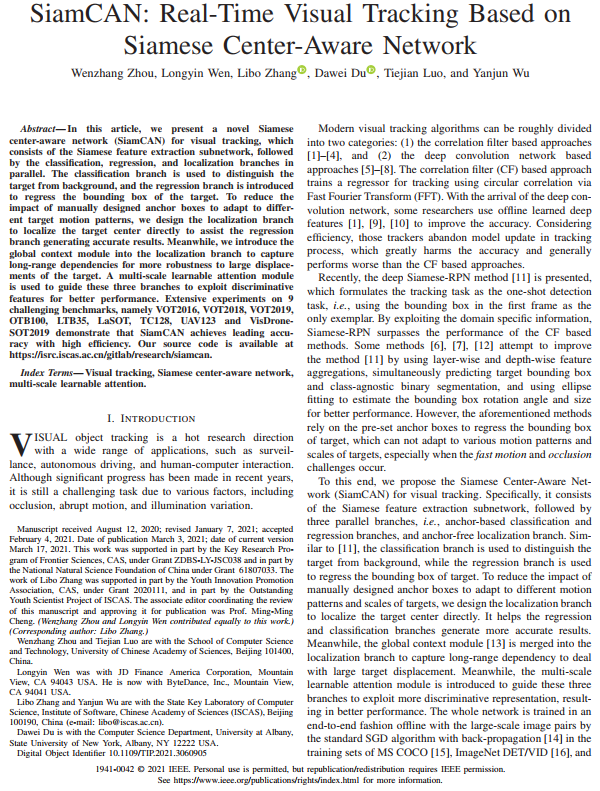 SiamCAN: Real-Time Visual Tracking Based on
Siamese Center-Aware Network
Wenzhang Zhou, Longyin Wen, Libo Zhang, Dawei Du, Tiejian Luo, and Yanjun Wu
Abstract—In this article, we present a novel Siamese
center-aware network (SiamCAN) for visual tracking, which
consists of the Siamese feature extraction subnetwork, followed
by the classification, regression, and localization branches in
parallel. The classification branch is used to distinguish the
target from background, and the regression branch is introduced
to regress the bounding box of the target. To reduce the
impact of manually designed anchor boxes to adapt to differ-
ent target motion patterns, we design the localization branch
to localize the target center directly to assist the regression
branch generating accurate results. Meanwhile, we introduce the
global context module into the localization branch to capture
long-range dependencies for more robustness to large displace-
ments of the target. A multi-scale learnable attention module
is used to guide these three branches to exploit discriminative
features for better performance. Extensive experiments on 9
challenging benchmarks, namely VOT2016, VOT2018, VOT2019,
OTB100, LTB35, LaSOT, TC128, UAV123 and VisDrone-
SOT2019 demonstrate that SiamCAN achieves leading accu-
racy with high efficiency. Our source code is available at
https://isrc.iscas.ac.cn/gitlab/research/siamcan.
Index Terms—Visual tracking, Siamese center-aware network,
multi-scale learnable attention.
I. INTRODUCTION
VISUAL object tracking is a hot research direction
with a wide range of applications, such as surveil-
lance, autonomous driving, and human-computer interaction.
Although significant progress has been made in recent years,
it is still a challenging task due to various factors, including
occlusion, abrupt motion, and illumination variation.
Manuscript received August 12, 2020; revised January 7, 2021; accepted
February 4, 2021. Date of publication March 3, 2021; date of current version
March 17, 2021. This work was supported in part by the Key Research Pro-
gram of Frontier Sciences, CAS, under Grant ZDBS-LY-JSC038 and in part by
the National Natural Science Foundation of China under Grant 61807033. The
work of Libo Zhang was supported in part by the Youth Innovation Promotion
Association, CAS, under Grant 2020111, and in part by the Outstanding
Youth Scientist Project of ISCAS. The associate editor coordinating the review
of this manuscript and approving it for publication was Prof. Ming-Ming
Cheng. (Wenzhang Zhou and Longyin Wen contributed equally to this work.)
(Corresponding author: Libo Zhang.)
Wenzhang Zhou and Tiejian Luo are with the School of Computer Science
and Technology, University of Chinese Academy of Sciences, Beijing 101400,
China.
Longyin Wen was with JD Finance America Corporation, Mountain
View, CA 94043 USA. He is now with ByteDance, Inc., Mountain View,
CA 94041 USA.
Libo Zhang and Yanjun Wu are with the State Key Laboratory of Computer
Science, Institute of Software, Chinese Academy of Sciences (ISCAS), Beijing
100190, China (e-mail: libo@iscas.ac.cn).
Dawei Du is with the Computer Science Department, University at Albany,
State University of New York, Albany, NY 12222 USA.
Digital Object Identifier 10.1109/TIP.2021.3060905
Modern visual tracking algorithms can be roughly divided
into two categories: (1) the correlation filter based approaches
[1]–[4], and (2) the deep convolution network based
approaches [5]–[8]. The correlation filter (CF) based approach
trains a regressor for tracking using circular correlation via
Fast Fourier Transform (FFT). With the arrival of the deep con-
volution network, some researchers use offline learned deep
features [1], [9], [10] to improve the accuracy. Considering
efficiency, those trackers abandon model update in tracking
process, which greatly harms the accuracy and generally
performs worse than the CF based approaches.
Recently, the deep Siamese-RPN method [11] is presented,
which formulates the tracking task as the one-shot detection
task, i.e., using the bounding box in the first frame as the
only exemplar. By exploiting the domain specific information,
Siamese-RPN surpasses the performance of the CF based
methods. Some methods [6], [7], [12] attempt to improve
the method [11] by using layer-wise and depth-wise feature
aggregations, simultaneously predicting target bounding box
and class-agnostic binary segmentation, and using ellipse
fitting to estimate the bounding box rotation angle and size
for better performance. However, the aforementioned methods
rely on the pre-set anchor boxes to regress the bounding box
of target, which can not adapt to various motion patterns and
scales of targets, especially when the fast motion and occlusion
challenges occur.
To this end, we propose the Siamese Center-Aware Net-
work (SiamCAN) for visual tracking. Specifically, it consists
of the Siamese feature extraction subnetwork, followed by
three parallel branches, i.e., anchor-based classification and
regression branches, and anchor-free localization branch. Sim-
ilar to [11], the classification branch is used to distinguish the
target from background, while the regression branch is used
to regress the bounding box of target. To reduce the impact of
manually designed anchor boxes to adapt to different motion
patterns and scales of targets, we design the localization branch
to localize the target center directly. It helps the regression
and classification branches generate more accurate results.
Meanwhile, the global context module [13] is merged into the
localization branch to capture long-range dependency to deal
with large target displacement. Meanwhile, the multi-scale
learnable attention module is introduced to guide these three
branches to exploit more discriminative representation, result-
ing in better performance. The whole network is trained in an
end-to-end fashion offline with the large-scale image pairs by
the standard SGD algorithm with back-propagation [14] in the
training sets of MS COCO [15], ImageNet DET/VID [16], and
1941-0042 © 2021 IEEE. Personal use is permitted, but republication/redistribution requires IEEE permission.
See https://www.ieee.org/publications/rights/index.html for more information.